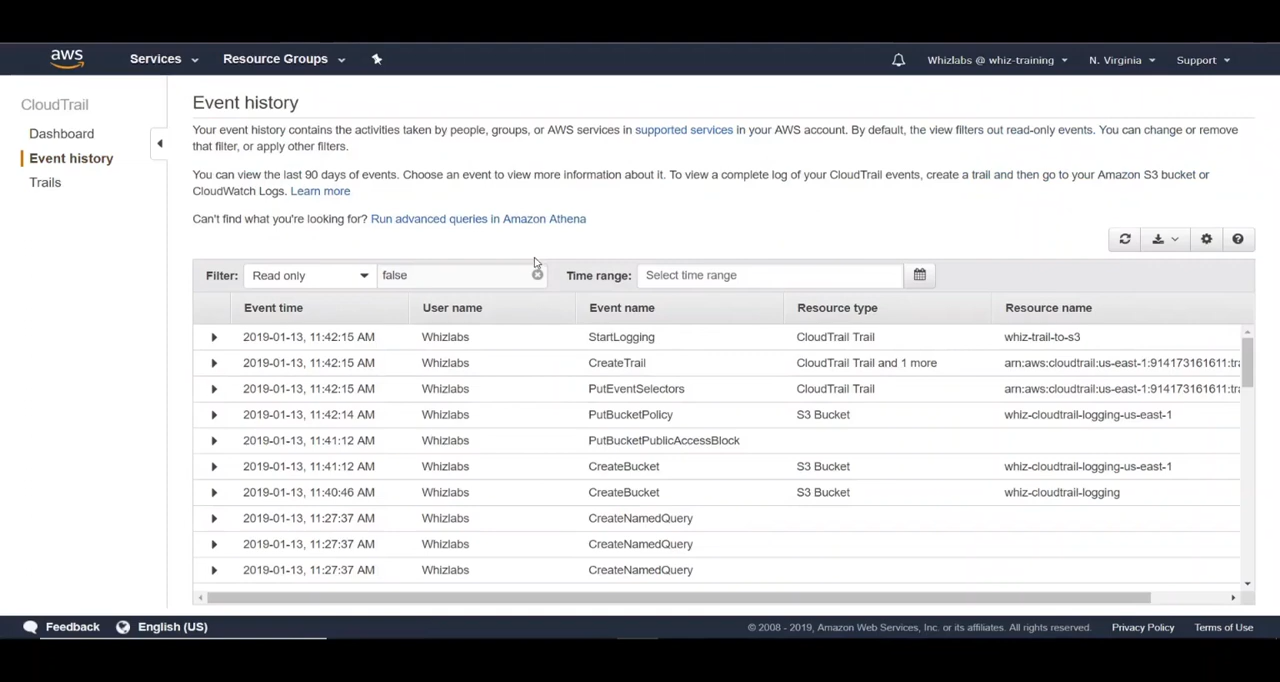 aws Services Resource Groups Whizlabs @ whiz-training N. Virginia Support
CloudTrail
Dashboard
Event history
Trails
Event history
Your event history contains the activities taken by people, groups, or AWS services in supported services in your AWS account. By default, the view filters out read-only events. You can change or remove
that filter, or apply other filters.
You can view the last 90 days of events. Choose an event to view more information about it. To view a complete log of your CloudTrail events, create a trail and then go to your Amazon S3 bucket or
CloudWatch Logs. Learn more
Can't find what you're looking for? Run advanced queries in Amazon Athena
Filter: Read only false Time range: Select time range
Event time User name Event name Resource type Resource name
2019-01-13, 11:42:15 AM Whizlabs StartLogging CloudTrail Trail whiz-trail-to-s3
2019-01-13, 11:42:15 AM Whizlabs CreateTrail CloudTrail Trail and 1 more arn:aws:cloudtrail:us-east-1:914173161611:tr
2019-01-13, 11:42:15 AM Whizlabs PutEventSelectors CloudTrail Trail arn:aws:cloudtrail:us-east-1:914173161611:tr
2019-01-13, 11:42:14 AM Whizlabs PutBucketPolicy S3 Bucket whiz-cloudtrail-logging-us-east-1
2019-01-13, 11:41:12 AM Whizlabs PutBucketPublicAccessBlock
2019-01-13, 11:41:12 AM Whizlabs CreateBucket S3 Bucket whiz-cloudtrail-logging-us-east-1
2019-01-13, 11:40:46 AM Whizlabs CreateBucket S3 Bucket whiz-cloudtrail-logging
2019-01-13, 11:27:37 AM Whizlabs CreateNamedQuery
2019-01-13, 11:27:37 AM Whizlabs CreateNamedQuery
2019-01-13, 11:27:37 AM Whizlabs CreateNamedQuery
Feedback English (US) © 2008 - 2019, Amazon Web Services, Inc. or its affiliates. All rights reserved. Privacy Policy Terms of Use